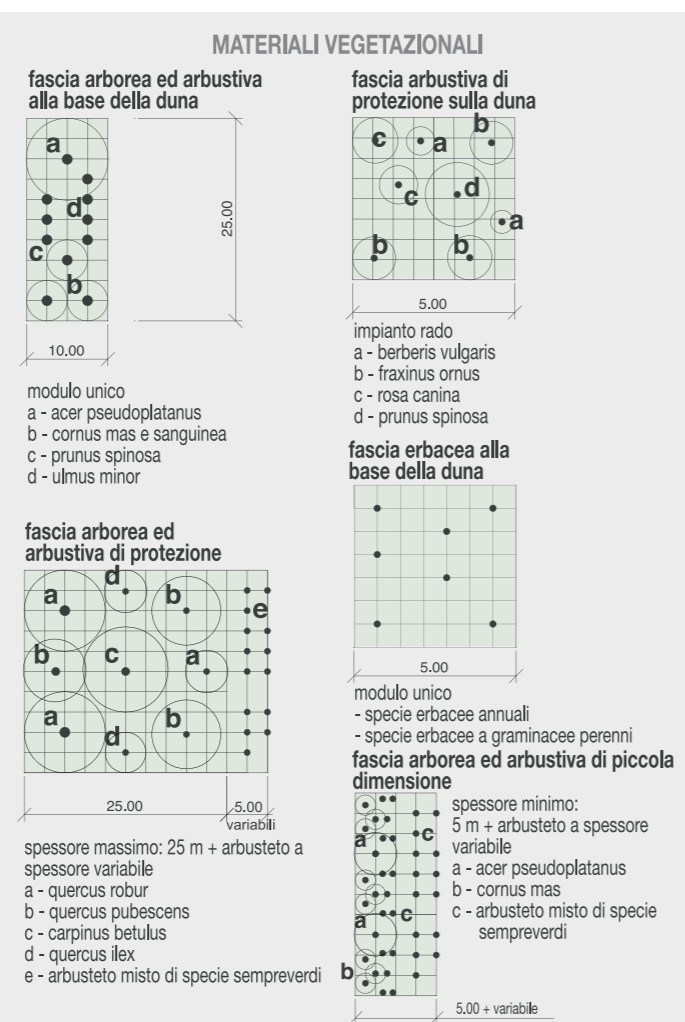 MATERIALI VEGETAZIONALI
fascia arborea ed arbustiva
alla base della duna
a
d
c
b
25.00
10.00
modulo unico
a - acer pseudoplatanus
b - cornus mas e sanguinea
c - prunus spinosa
d - ulmus minor
fascia arborea ed
arbustiva di protezione
a
d
b
e
b
c
a
a
d
b
25.00
5.00
variabili
spessore massimo: 25 m + arbusteto a
spessore variabile
a - quercus robur
b - quercus pubescens
c - carpinus betulus
d - quercus ilex
e - arbusteto misto di specie sempreverdi
fascia arbustiva di
protezione sulla duna
c
a
b
c
d
a
b
b
5.00
impianto rado
a - berberis vulgaris
b - fraxinus ornus
c - rosa canina
d - prunus spinosa
fascia erbacea alla
base della duna
5.00
modulo unico
- specie erbacee annuali
- specie erbacee a graminacee perenni
fascia arborea ed arbustiva di piccola
dimensione
a
c
a
c
b
5.00 + variabile
spessore minimo:
5 m + arbusteto a spessore
variabile
a - acer pseudoplatanus
b - cornus mas
c - arbusteto misto di specie
sempreverdi